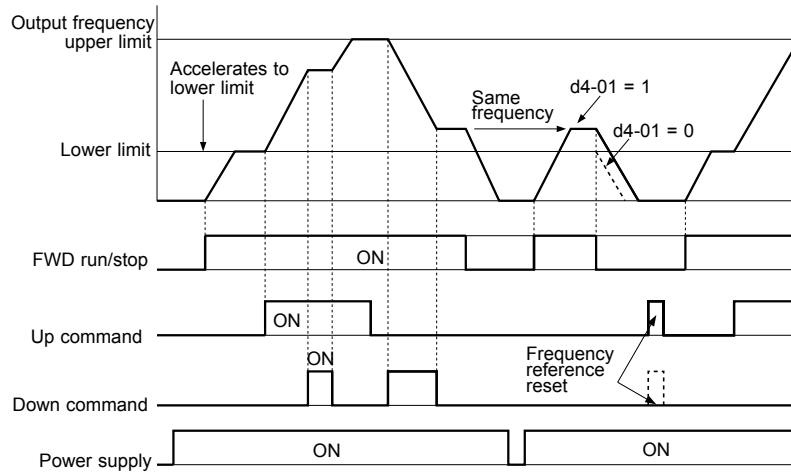 Output frequency
upper limit
Accelerates to
lower limit
d4-01 = 1
Same
frequency
d4-01 = 0
Lower limit
FWD run/stop
ON
Up command
ON
ON
Frequency
reference
reset
Down command
Power supply
ON
ON